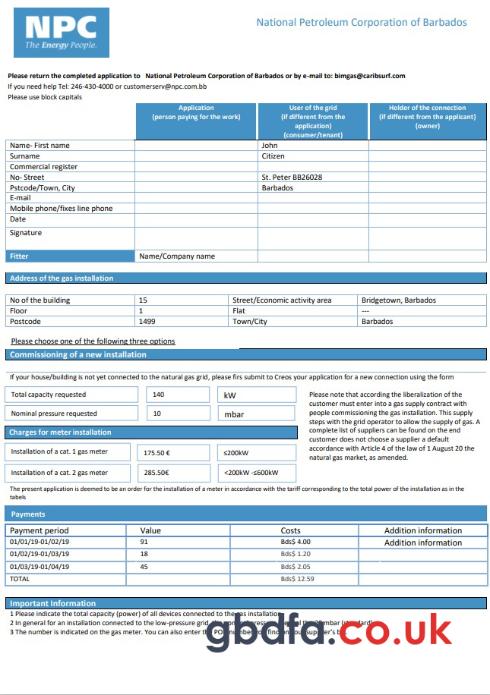 NPC
The Energy People.
National Petroleum Corporation of Barbados
Please return the completed application to National Petroleum Corporation of Barbados or by e-mail to: bimgas@caribsurf.com
If you need help Tel: 246-430-4000 or customerserv@npc.com.bb
Please use block capitals
Application (person paying for the work)
User of the grid (if different from the application) (consumer/tenant)
Holder of the connection (if different from the applicant) (owner)
Name- First name John
Surname Citizen
Commercial register
No- Street St. Peter BB26028
Pstcode/Town, City Barbados
E-mail
Mobile phone/fixes line phone
Date
Signature
Fitter Name/Company name
Address of the gas installation
No of the building 15 Street/Economic activity area Bridgetown, Barbados
Floor 1 Flat ---
Postcode 1499 Town/City Barbados
Please choose one of the following three options
Commissioning of a new installation
If your house/building is not yet connected to the natural gas grid, please firs submit to Creos your application for a new connection using the form
Total capacity requested 140 kW
Nominal pressure requested 10 mbar
Please note that according the liberalization of the
customer must enter into a gas supply contract with
people commissioning the gas installation. This supply
steps with the grid operator to allow the supply of gas. A
complete list of suppliers can be found on the end
customer does not choose a supplier a default
accordance with Article 4 of the law of 1 August 20 the
natural gas market, as amended.
Charges for meter installation
Installation of a cat. 1 gas meter 175.50 € ≤200kW
Installation of a cat. 2 gas meter 285.50€ <200kW -≤600kW
The present application is deemed to be an order for the installation of a meter in accordance with the tariff corresponding to the total power of the installation as in the
tabels
Payments
Payment period Value Costs Addition information
01/01/19-01/02/19 91 Bds$ 4.00 Addition information
01/02/19-01/03/19 18 Bds$ 1.20
01/03/19-01/04/19 45 Bds$ 2.05
TOTAL Bds$ 12.59
Important Information
1 Please indicate the total capacity (power) of all devices connected to the gas installation
2 In general for an installation connected to the low-pressure grid, the
3 The number is indicated on the gas meter. You can also enter
gbdfa.co.uk